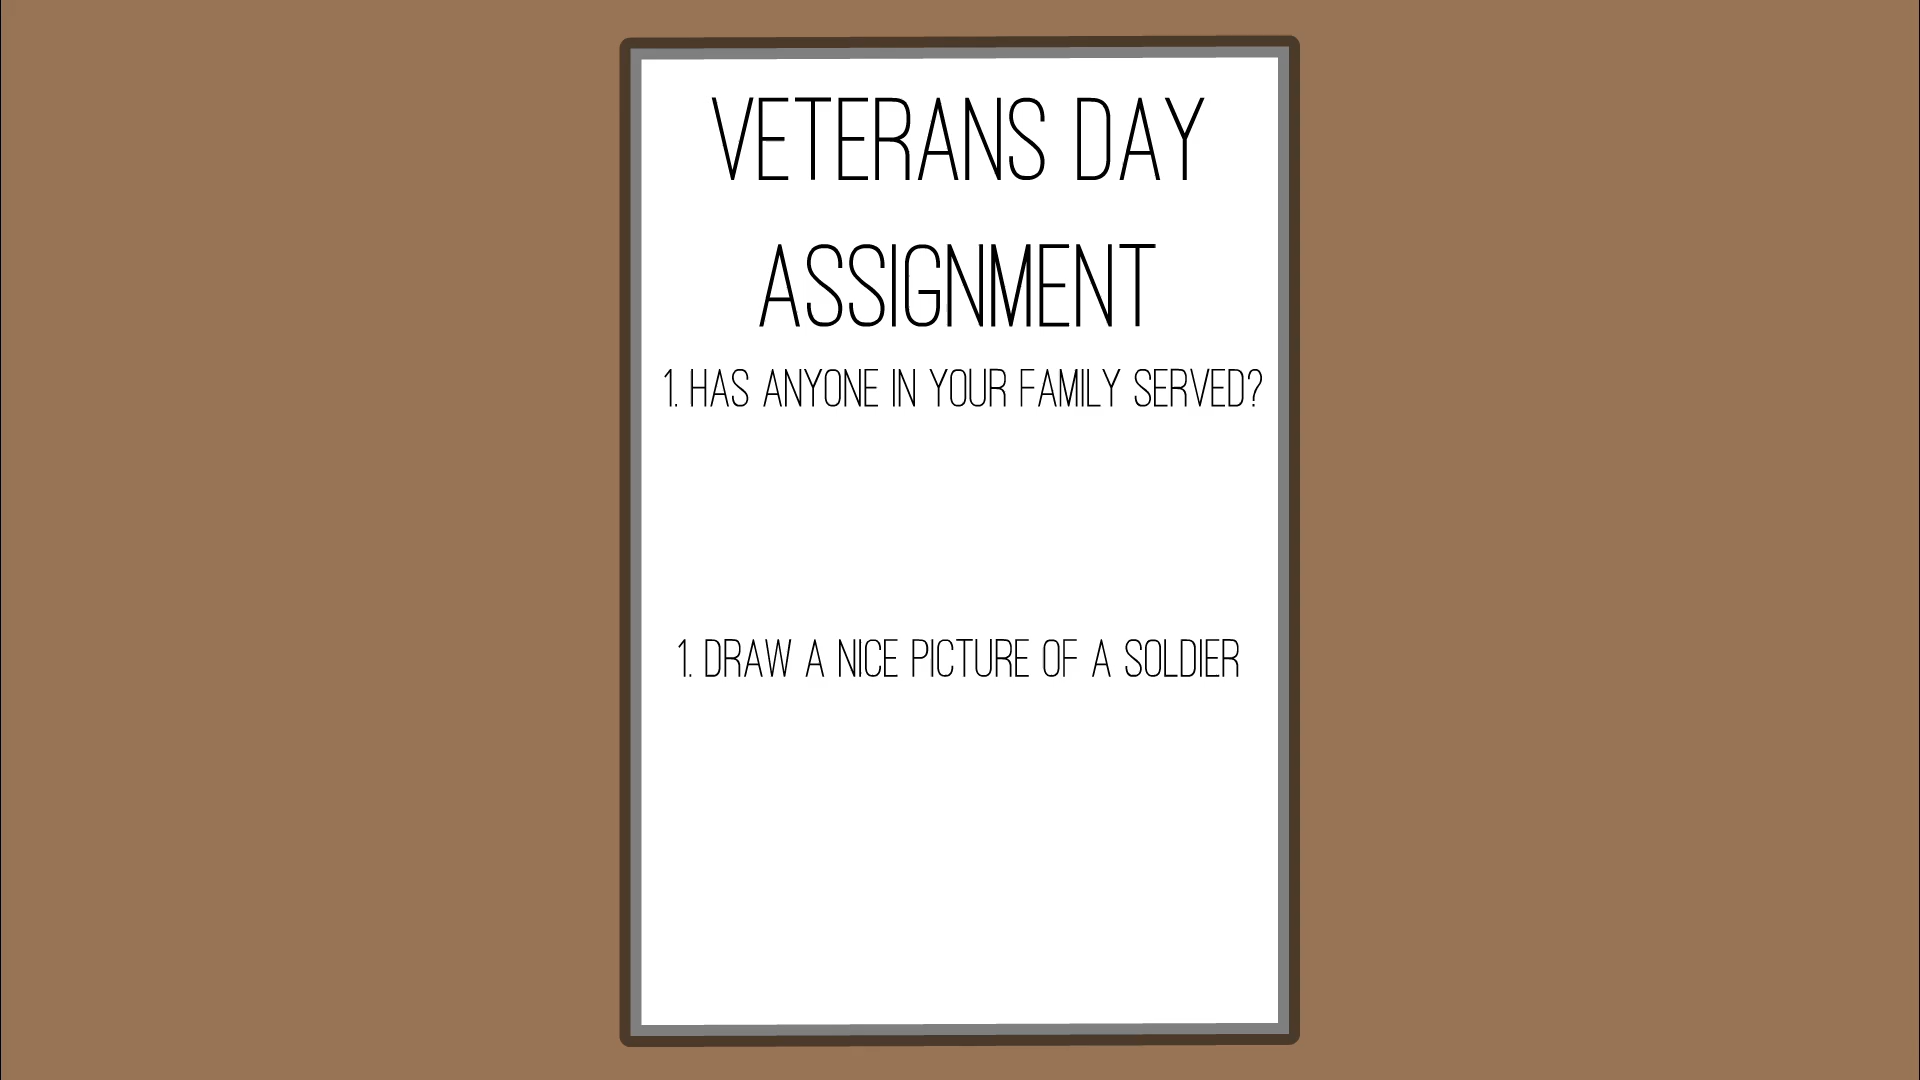 VETERANS DAY
ASSIGNMENT
1. HAS ANYONE IN YOUR FAMILY SERVED?
1. DRAW A NICE PICTURE OF A SOLDIER